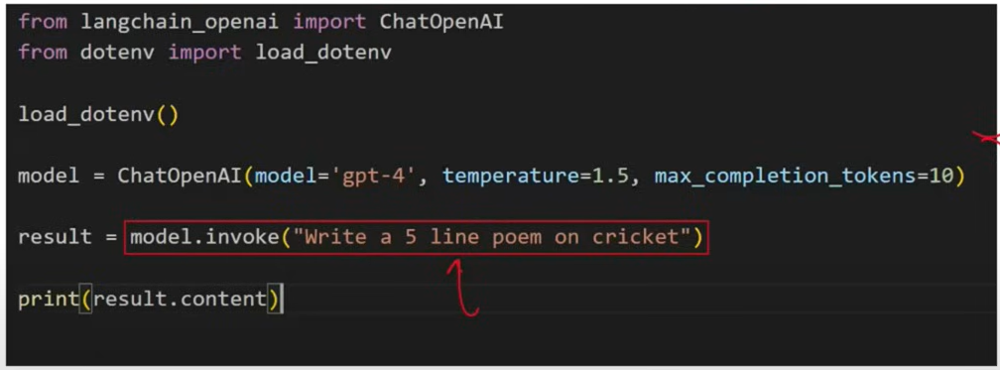 from langchain_openai import ChatOpenAI
from dotenv import load_dotenv
load_dotenv()
model = ChatOpenAI(model='gpt-4', temperature=1.5, max_completion_tokens=10)
result = model.invoke("Write a 5 line poem on cricket")
print(result.content)